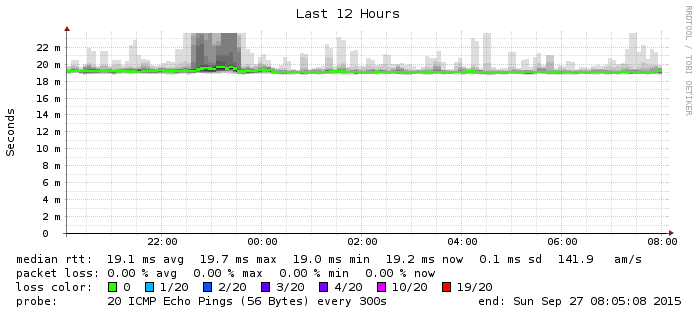 Last 12 Hours
RRDTOOL / TOBI OETIKER
Seconds
22 m
20 m
18 m
16 m
14 m
12 m
10 m
8 m
6 m
4 m
2 m
0
22:00 00:00 02:00 04:00 06:00 08:00
median rtt: 19.1 ms avg 19.7 ms max 19.0 ms min 19.2 ms now 0.1 ms sd 141.9 am/s
packet loss: 0.00 % avg 0.00 % max 0.00 % min 0.00 % now
loss color: 0 1/20 2/20 3/20 4/20 10/20 19/20
probe: 20 ICMP Echo Pings (56 Bytes) every 300s end: Sun Sep 27 08:05:08 2015